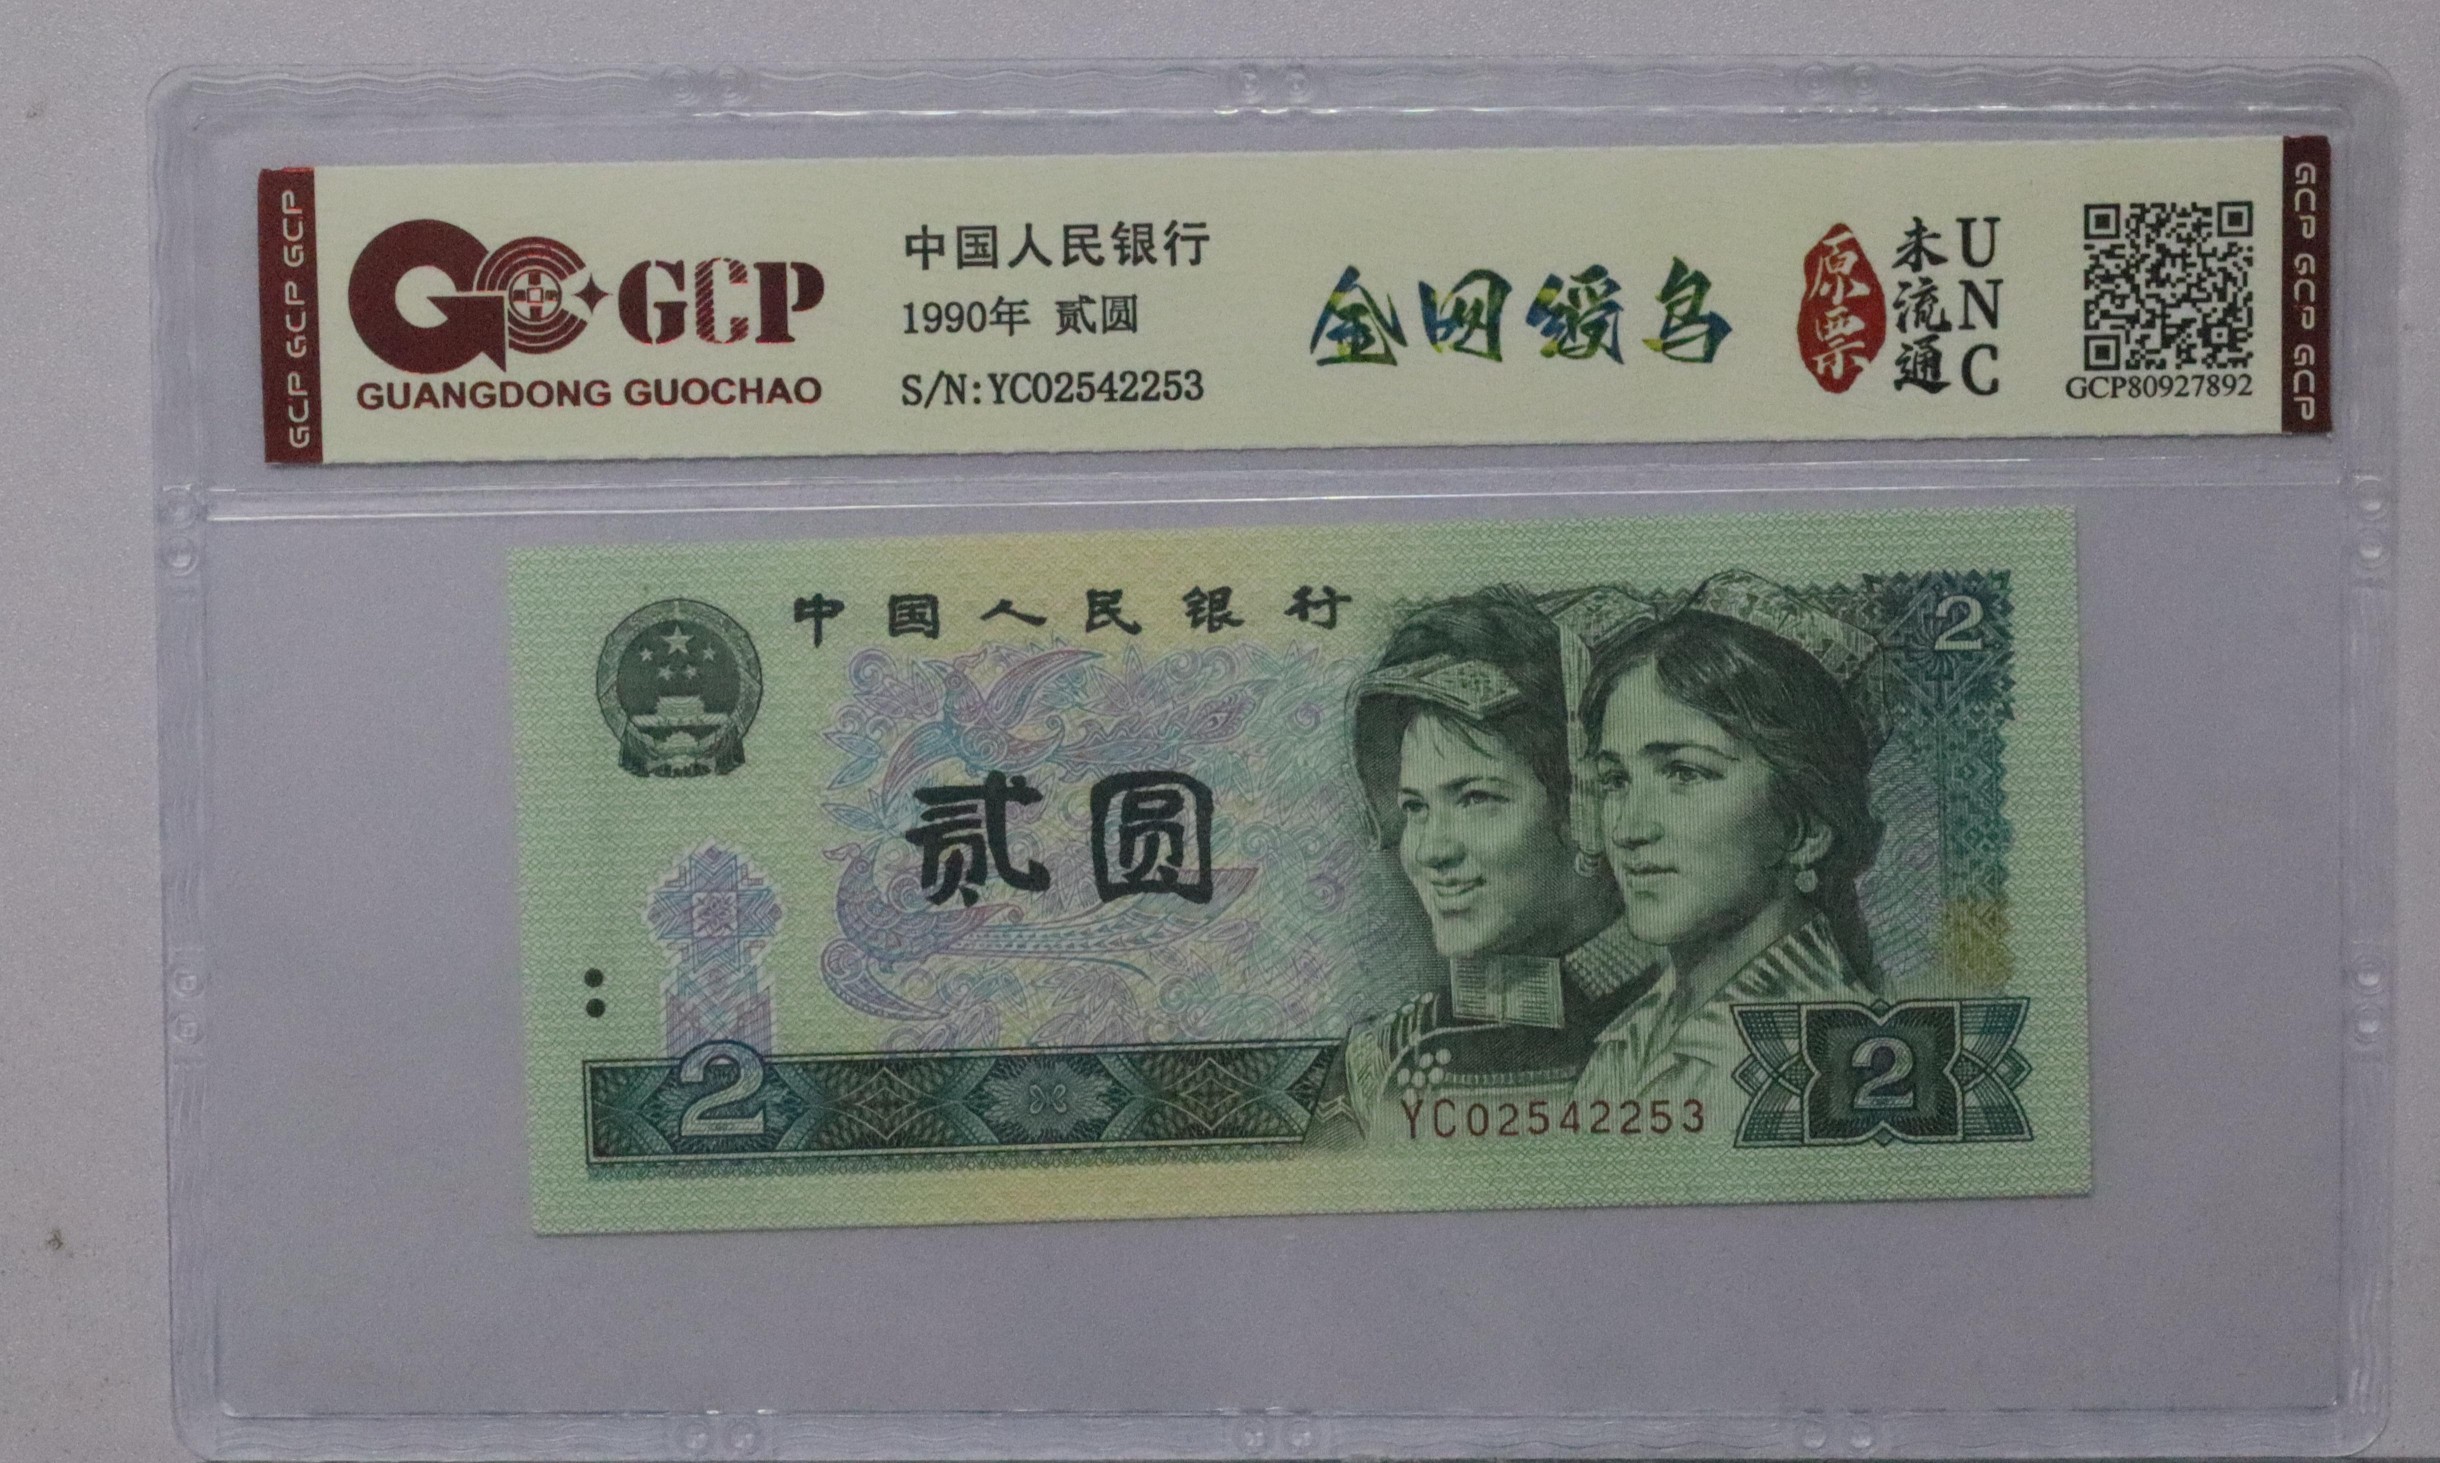 GCP GCP GCP
GCP
GUANGDONG GUOCHAO
中国人民银行
1990年 贰圆
S/N:YC02542253
金网绶鸟
原票
未流通
UNC
GCP80927892
GCP GCP GCP
中国人民银行
2
贰圆
2
YC02542253
2